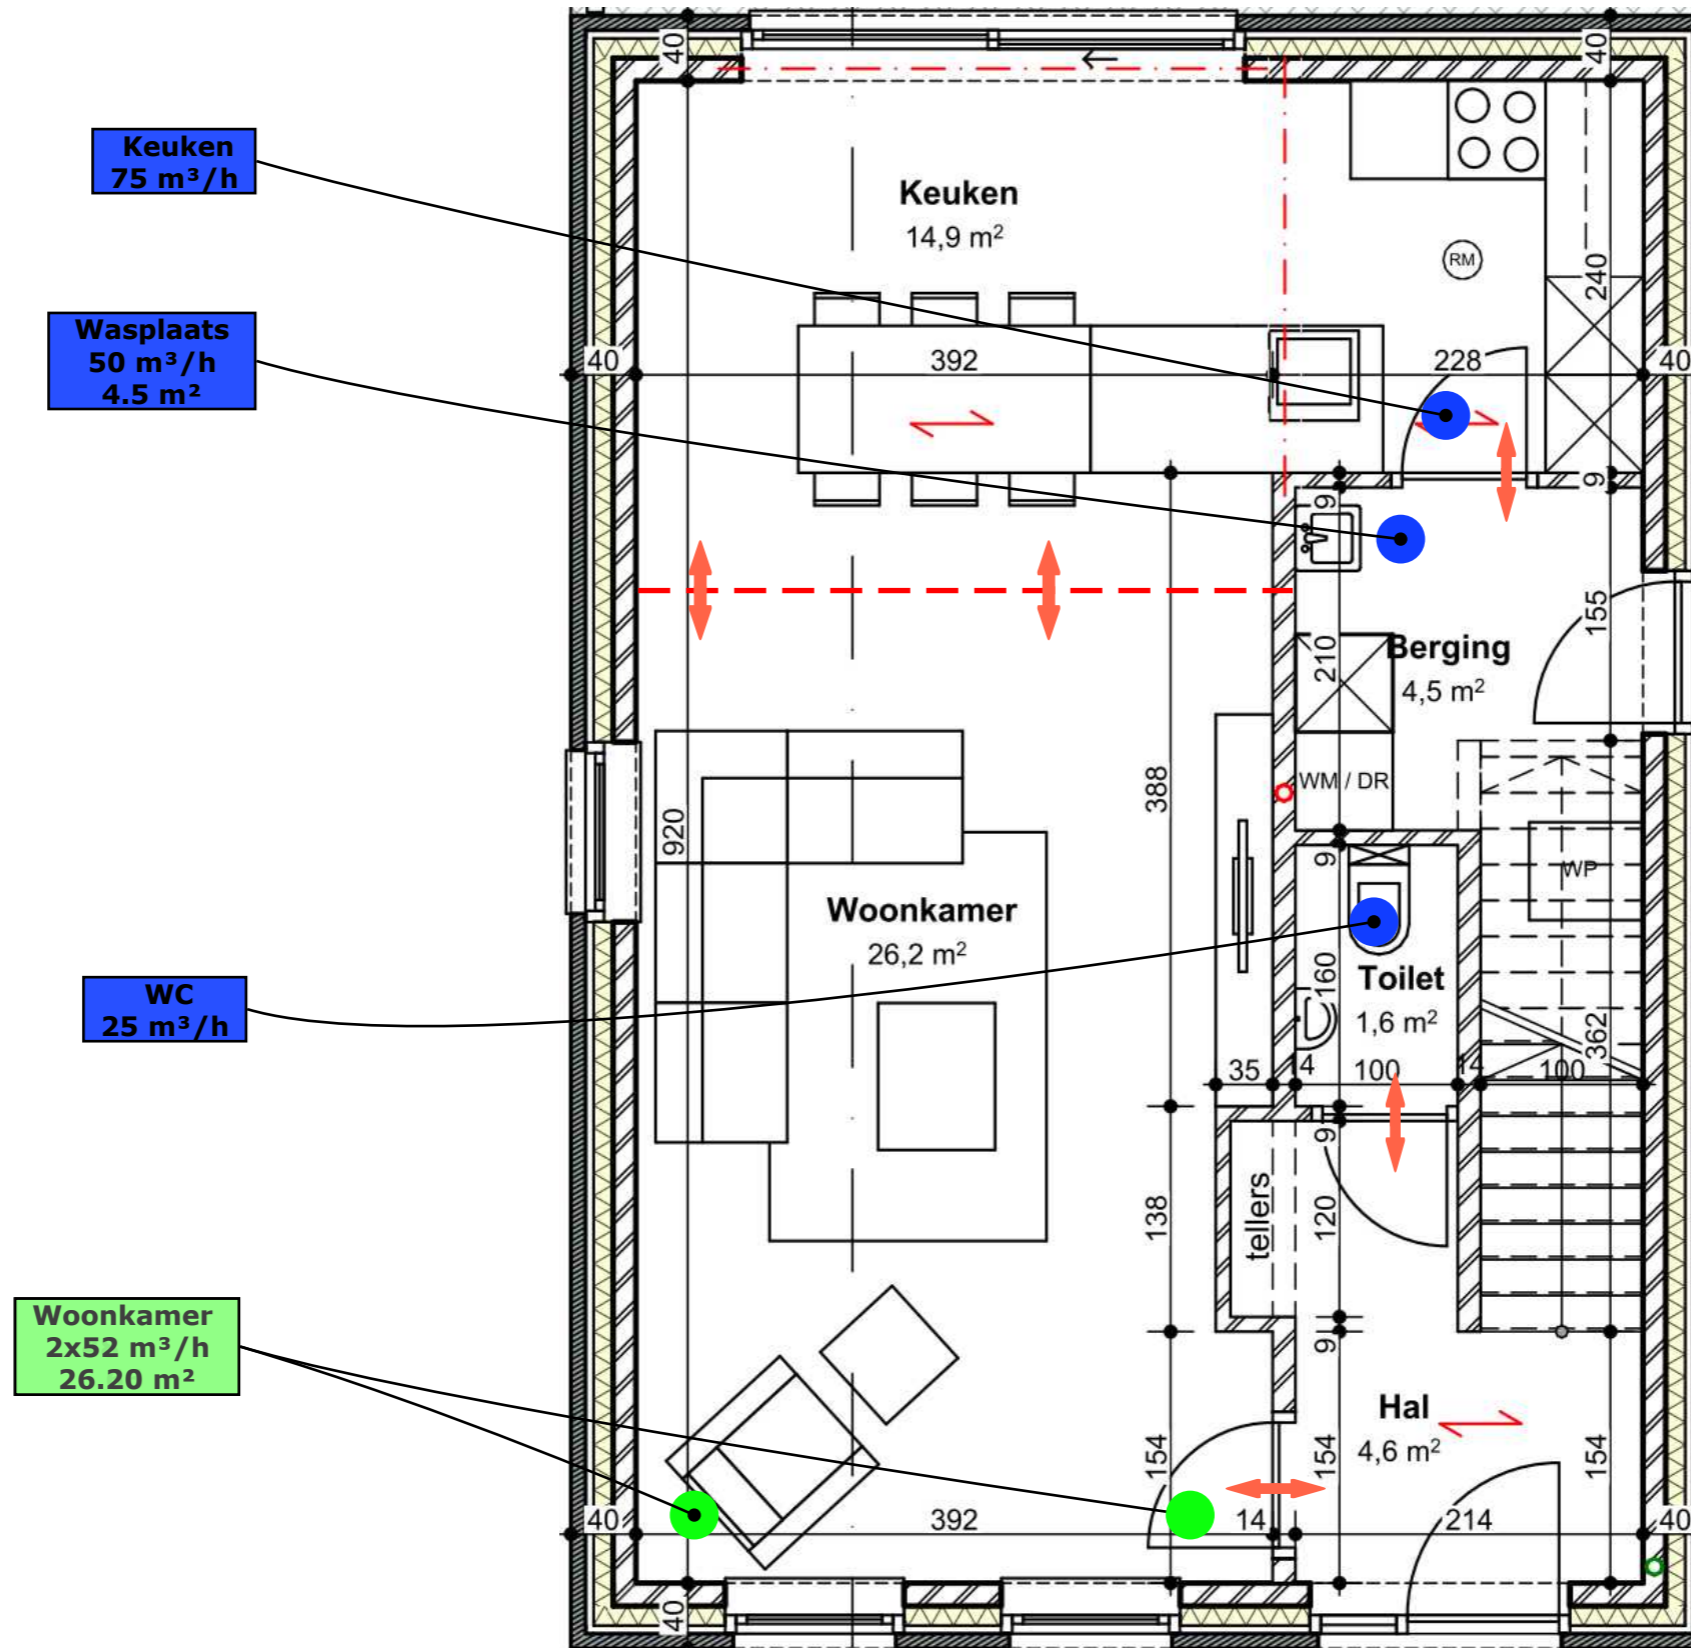 40
40
Keuken
75 m³/h
Keuken
14,9 m²
RM
240
Wasplaats
50 m³/h
4.5 m²
40
392
228
40
9
9
155
210
Berging
4,5 m²
388
WM / DR
920
9
WP
Woonkamer
26,2 m²
160
Toilet
1,6 m²
WC
25 m³/h
362
35
14
100
14
100
9
138
tellers
120
Woonkamer
2x52 m³/h
26.20 m²
9
Hal
4,6 m²
154
154
154
40
392
14
214
40
40